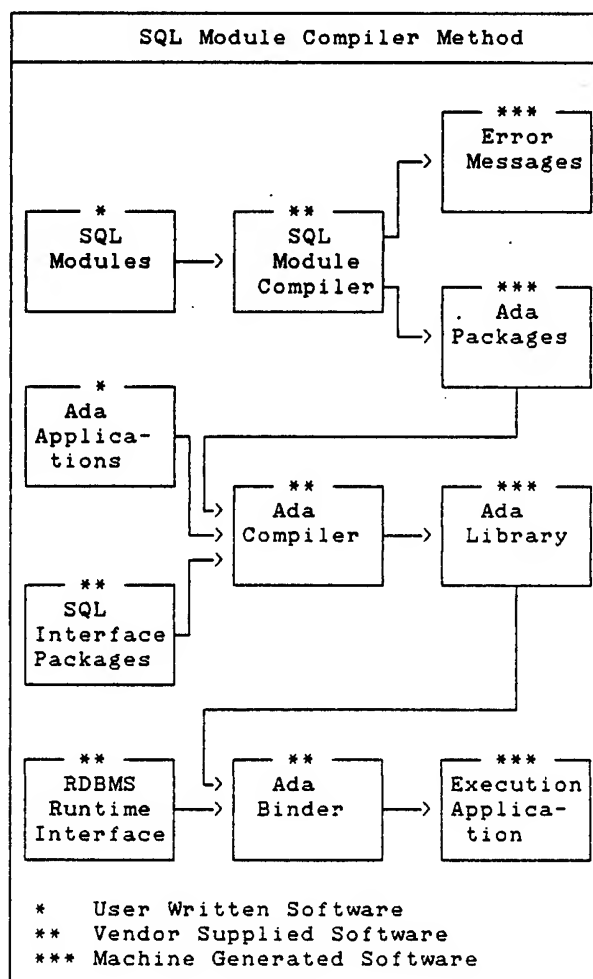 SQL Module Compiler Method
***
Error
Messages
*
SQL
Modules
**
SQL
Module
Compiler
***
Ada
Packages
*
Ada
Applica-
tions
**
Ada
Compiler
***
Ada
Library
**
SQL
Interface
Packages
**
RDBMS
Runtime
Interface
**
Ada
Binder
***
Execution
Applica-
tion
* User Written Software
** Vendor Supplied Software
*** Machine Generated Software